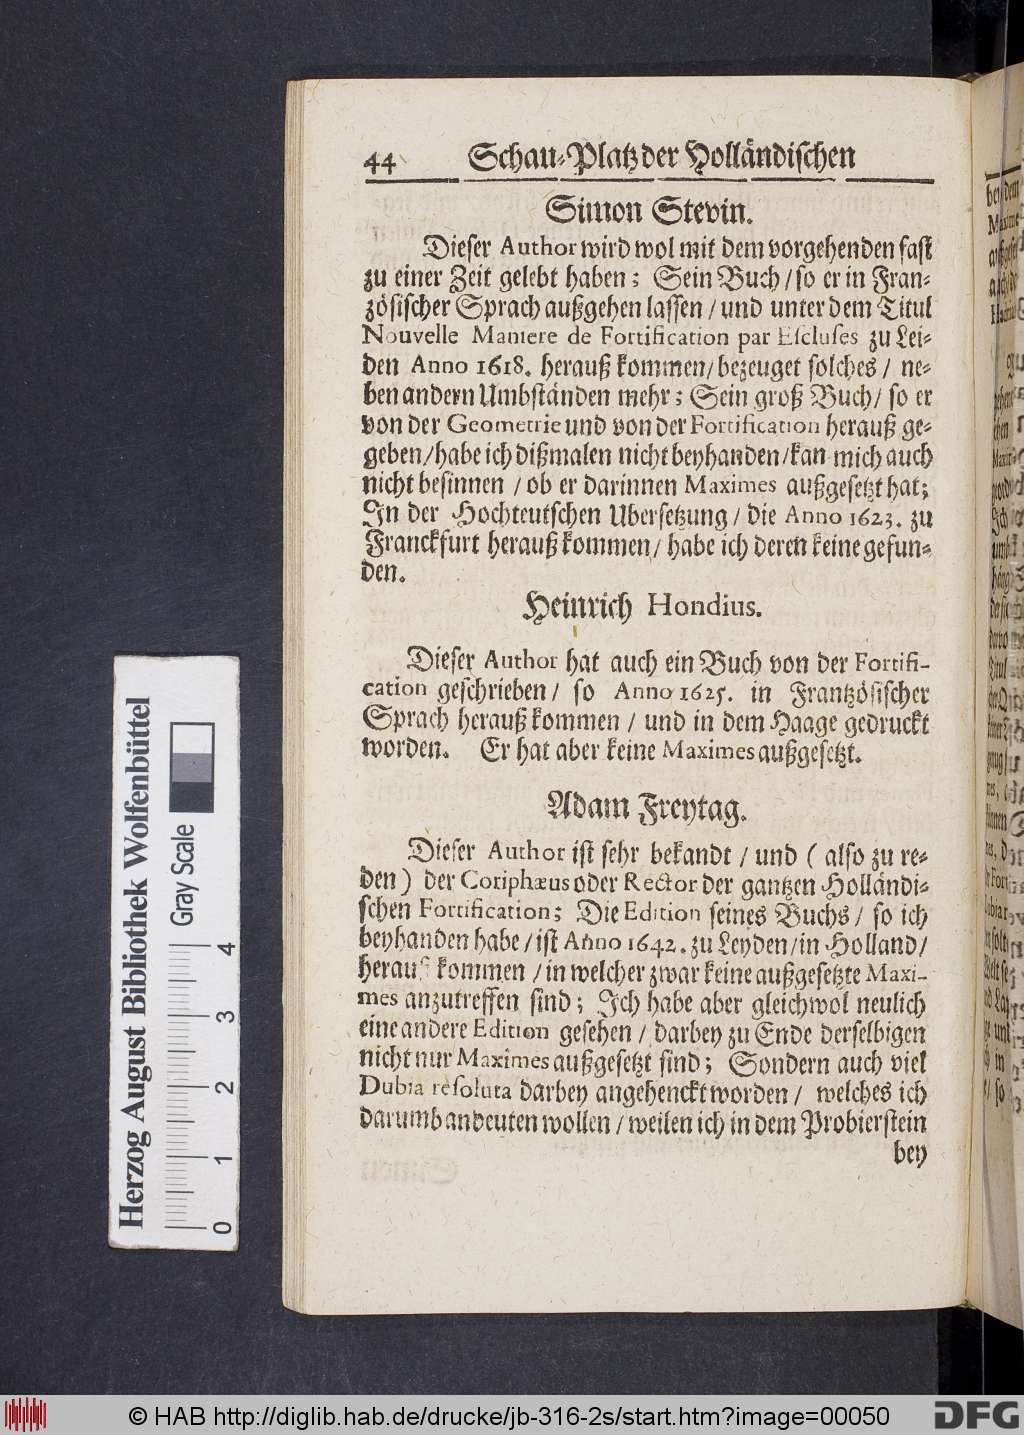 44 Schau-Platz der Holländischen
Simon Stevin.
Dieser Author wird wol mit dem vorgehenden fast
zu einer Zeit gelebt haben; Sein Buch / so er in Fran-
zösischer Sprach außgehen lassen / und unter dem Titul
Nouvelle Maniere de Fortification par Escluses zu Lei-
den Anno 1618. herauß kommen / bezeuget solches / ne-
ben andern Umbständen mehr; Sein groß Buch / so er
von der Geometrie und von der Fortification herauß ge-
geben / habe ich dißmalen nicht beyhanden / kan mich auch
nicht besinnen / ob er darinnen Maximes außgesetzt hat;
In der Hochteutschen Ubersetzung / die Anno 1623. zu
Franckfurt herauß kommen / habe ich deren keine gefun-
den.
Heinrich Hondius.
Dieser Author hat auch ein Buch von der Fortifi-
cation geschrieben / so Anno 1625. in Frantzösischer
Sprach herauß kommen / und in dem Haage gedruckt
worden. Er hat aber keine Maximes außgesetzt.
Adam Freytag.
Dieser Author ist sehr bekandt / und ( also zu re-
den ) der Coriphæus oder Rector der gantzen Holländi-
schen Fortification; Die Edition seines Buchs / so ich
beyhanden habe / ist Anno 1642. zu Leyden / in Holland /
herauß kommen / in welcher zwar keine außgesetzte Maxi-
mes anzutreffen sind; Ich habe aber gleichwol neulich
eine andere Edition gesehen / darbey zu Ende derselbigen
nicht nur Maximes außgesetzt sind; Sondern auch viel
Dubia resoluta darbey angehenckt worden / welches ich
darumb andeuten wollen / weilen ich in dem Probierstein
bey
Herzog August Bibliothek Wolfenbüttel
Gray Scale
0 1 2 3 4
© HAB http://diglib.hab.de/drucke/jb-316-2s/start.htm?image=00050
DFG